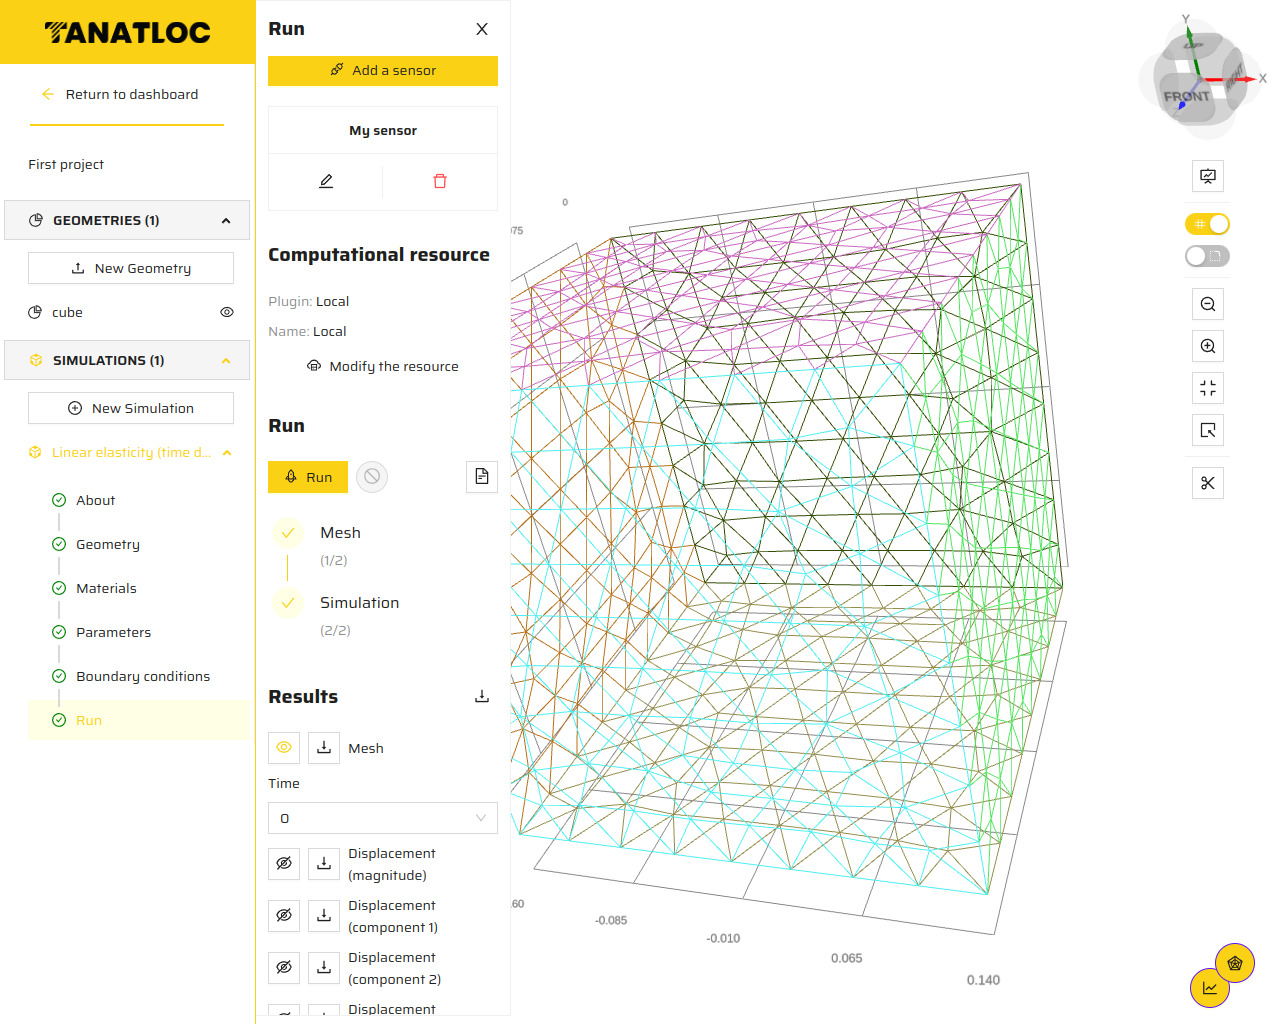 TANATLOC
Return to dashboard
First project
GEOMETRIES (1)
New Geometry
cube
SIMULATIONS (1)
New Simulation
Linear elasticity (time d...
About
Geometry
Materials
Parameters
Boundary conditions
Run
Run
Add a sensor
My sensor
Computational resource
Plugin: Local
Name: Local
Modify the resource
Run
Run
Mesh
(1/2)
Simulation
(2/2)
Results
Mesh
Time
0
Displacement
(magnitude)
Displacement
(component 1)
Displacement
(component 2)
Displacement
0
75
60
-0.085
-0.010
0.065
0.140
Y
UP
X
RIGHT
FRONT
Z